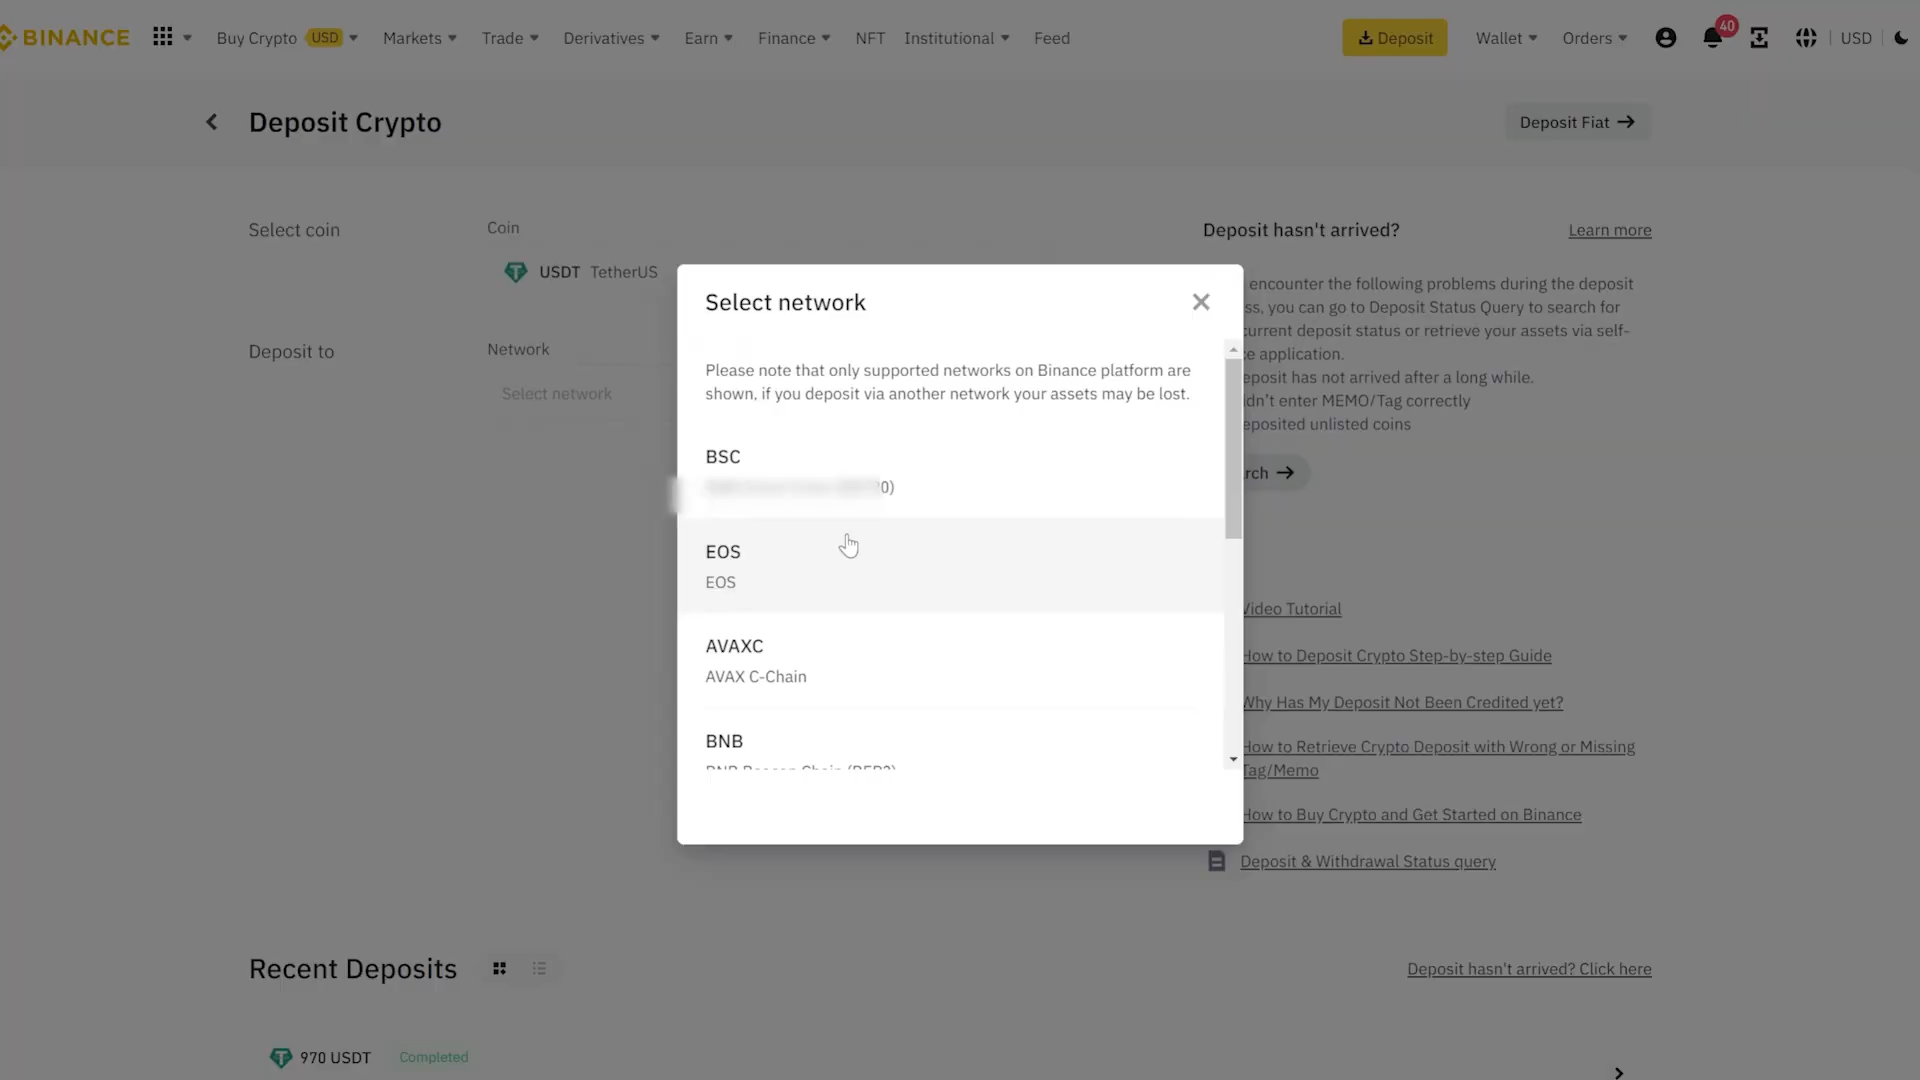 BINANCE
Buy Crypto USD
Markets
Trade
Derivatives
Earn
Finance
NFT
Institutional
Feed
Deposit
Wallet
Orders
40
USD
Deposit Crypto
Deposit Fiat
Select coin
Coin
USDT TetherUS
Deposit to
Network
Select network
Select network
Please note that only supported networks on Binance platform are
shown, if you deposit via another network your assets may be lost.
BSC
0)
EOS
EOS
AVAXC
AVAX C-Chain
BNB
BNB Beacon Chain (BEP2)
Deposit hasn't arrived?
Learn more
encounter the following problems during the deposit
ss, you can go to Deposit Status Query to search for
current deposit status or retrieve your assets via self-
e application.
eposit has not arrived after a long while.
dn't enter MEMO/Tag correctly
eposited unlisted coins
rch
Video Tutorial
How to Deposit Crypto Step-by-step Guide
Why Has My Deposit Not Been Credited yet?
How to Retrieve Crypto Deposit with Wrong or Missing
Tag/Memo
How to Buy Crypto and Get Started on Binance
Deposit & Withdrawal Status query
Recent Deposits
Deposit hasn't arrived? Click here
970 USDT
Completed